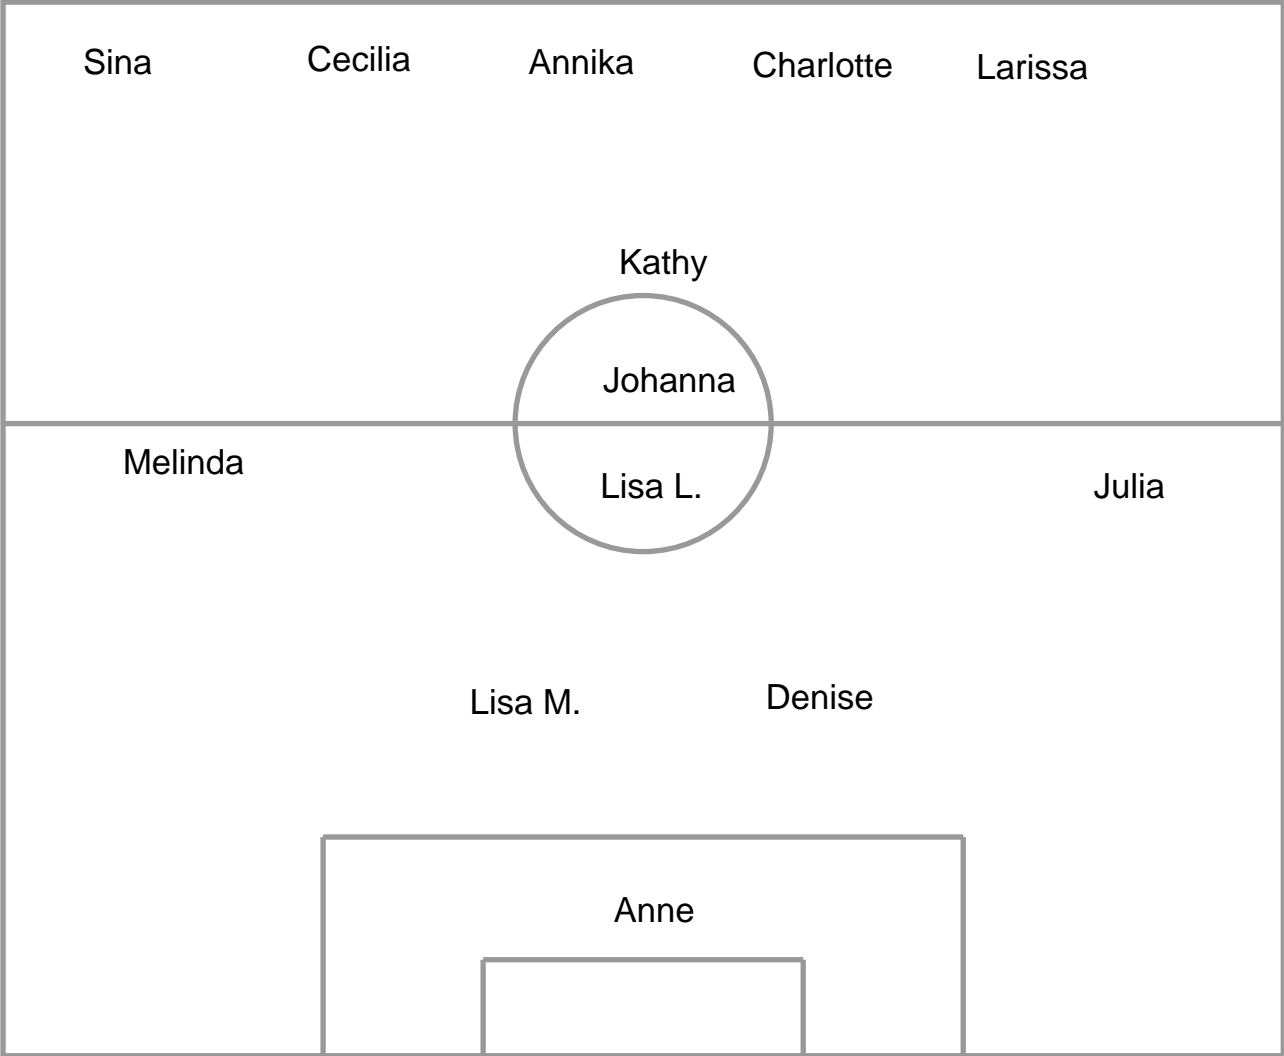 Sina Cecilia Annika Charlotte Larissa
Kathy
Johanna
Melinda Lisa L. Julia
Lisa M. Denise
Anne